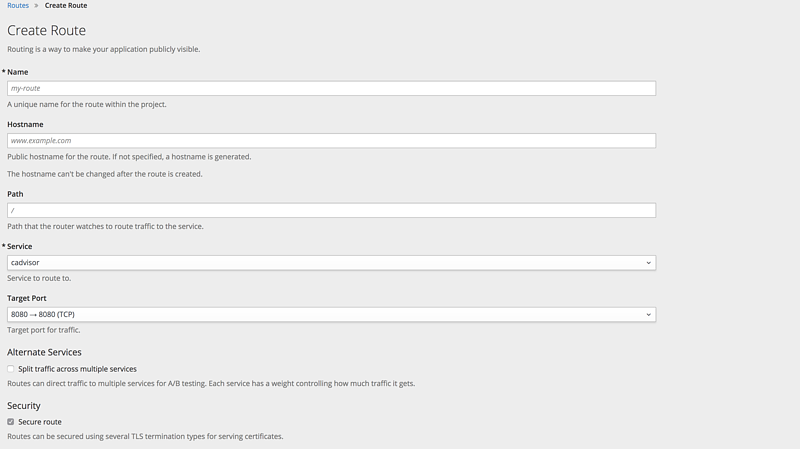 Routes » Create Route
Create Route
Routing is a way to make your application publicly visible.
* Name
my-route
A unique name for the route within the project.
Hostname
www.example.com
Public hostname for the route. If not specified, a hostname is generated.
The hostname can't be changed after the route is created.
Path
/
Path that the router watches to route traffic to the service.
* Service
cadvisor
Service to route to.
Target Port
8080 → 8080 (TCP)
Target port for traffic.
Alternate Services
Split traffic across multiple services
Routes can direct traffic to multiple services for A/B testing. Each service has a weight controlling how much traffic it gets.
Security
Secure route
Routes can be secured using several TLS termination types for serving certificates.